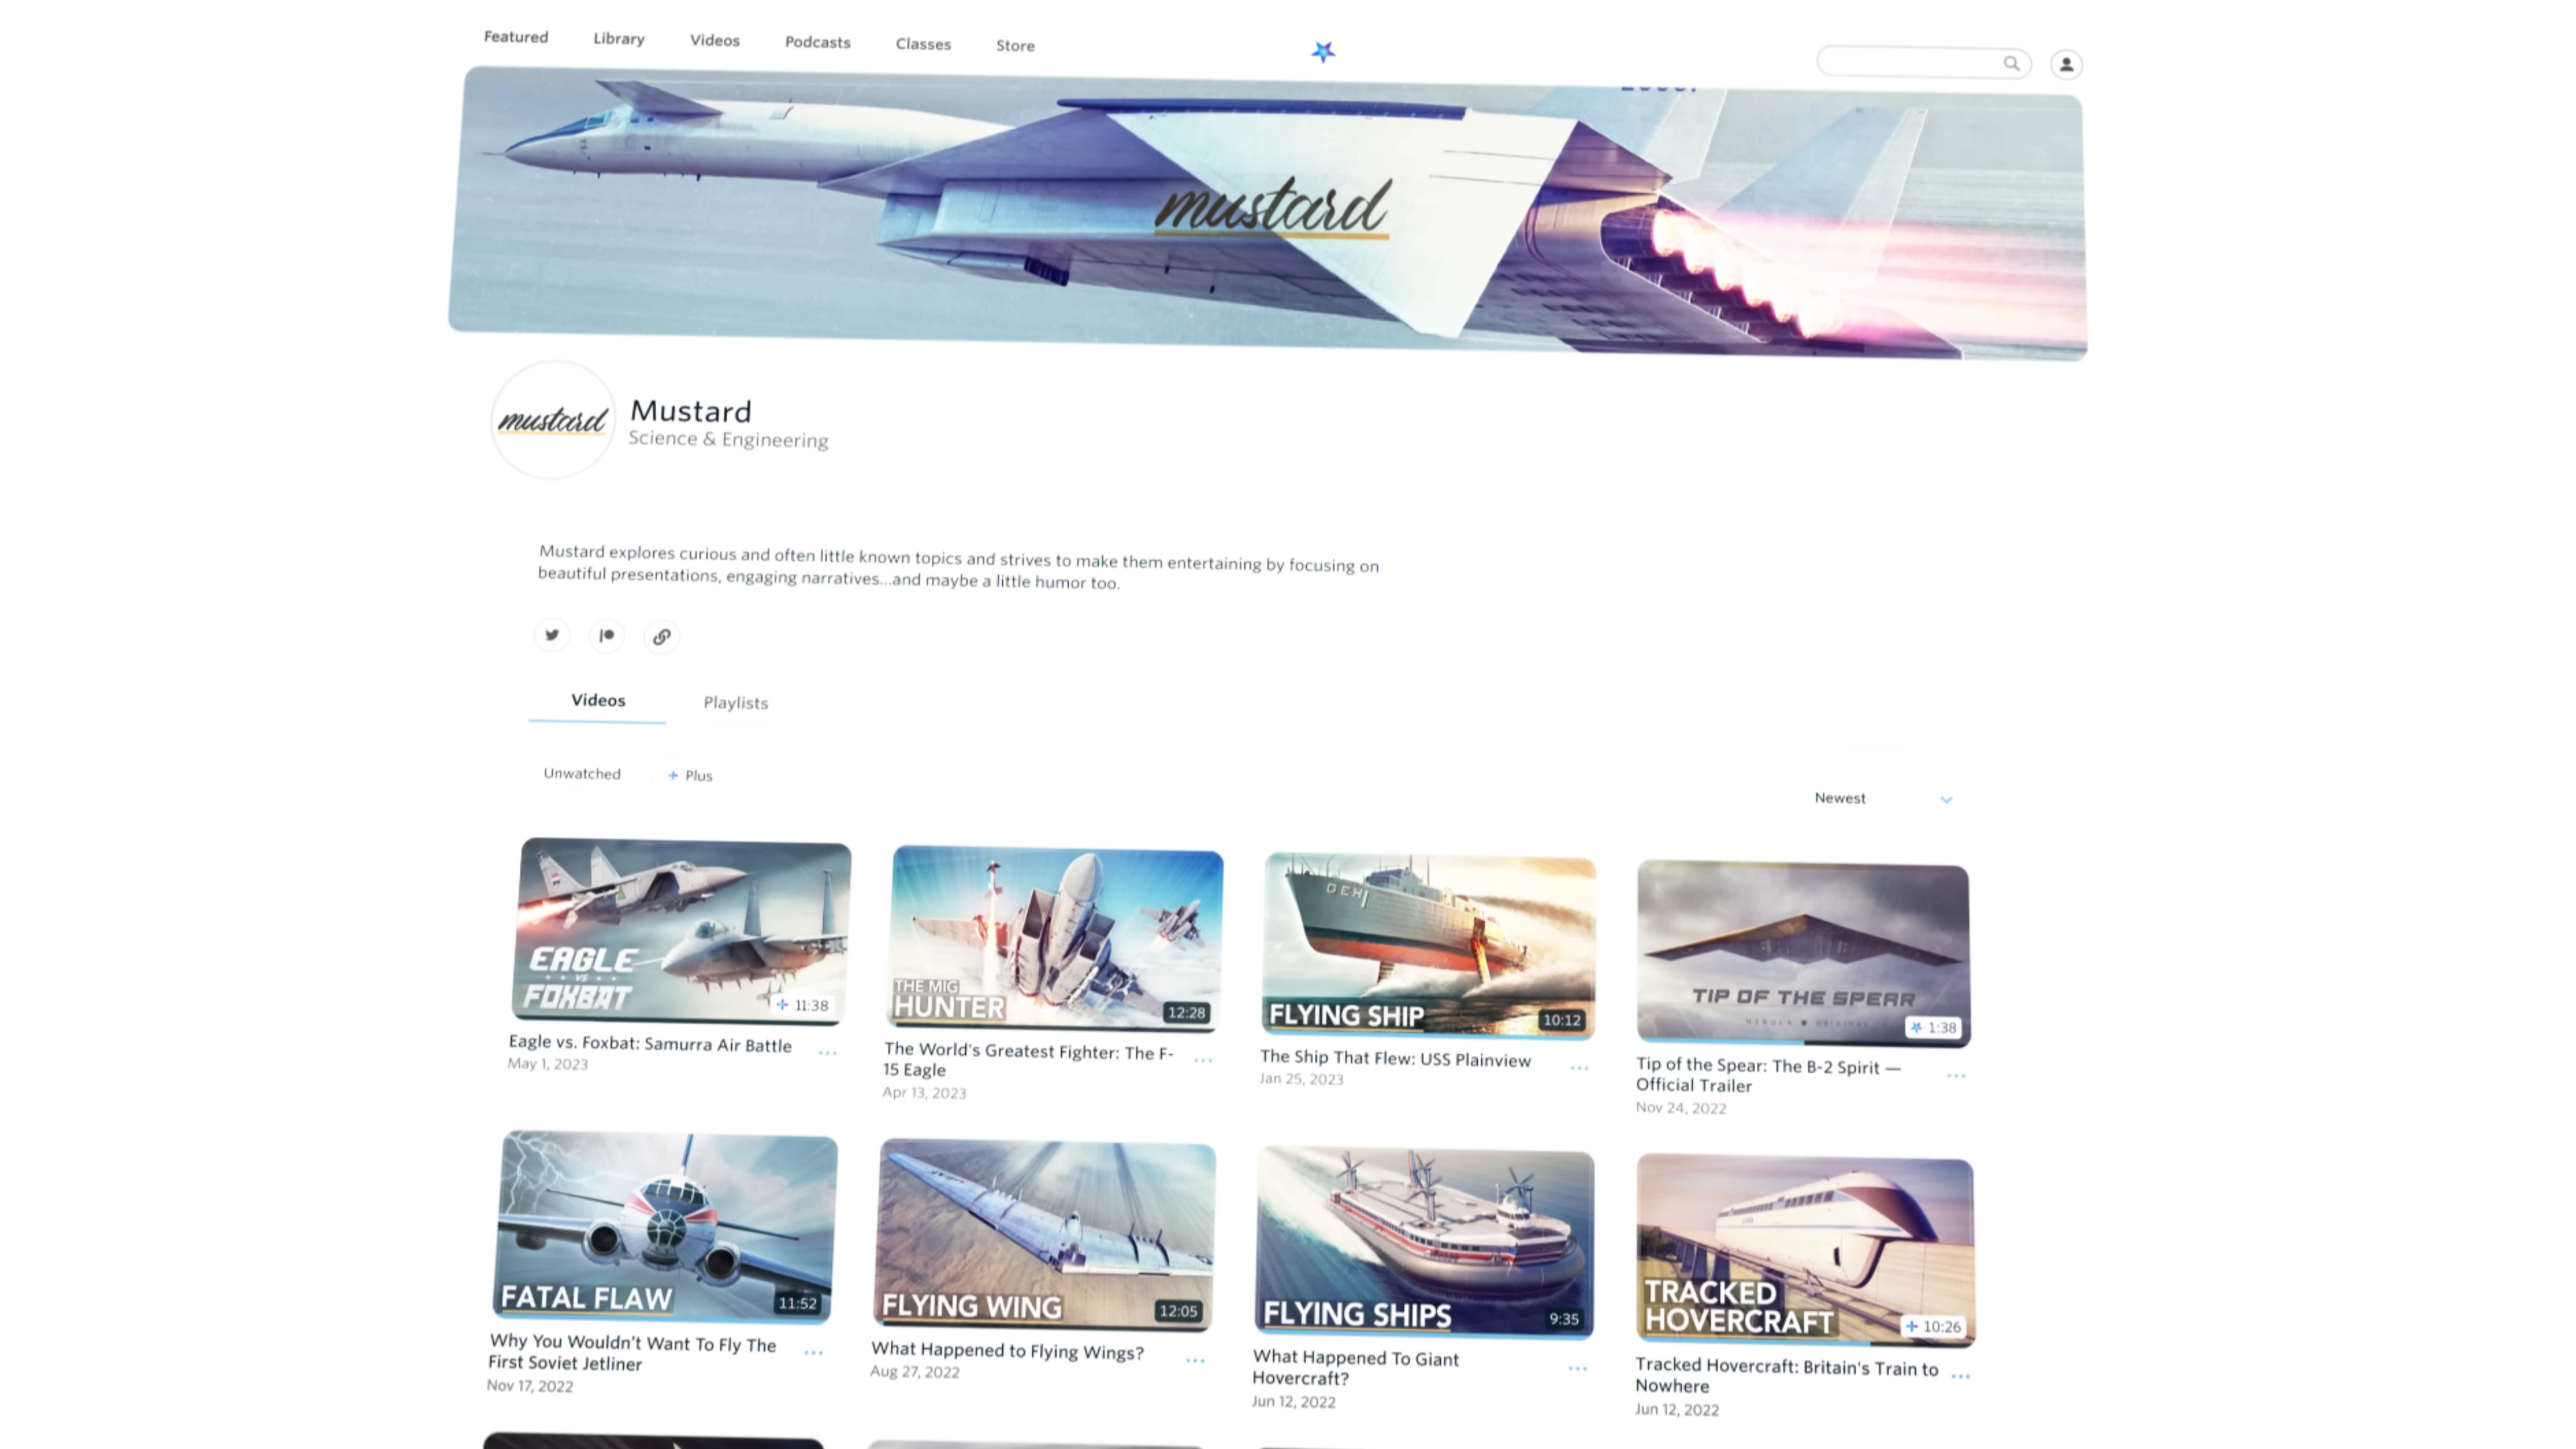 Featured Library Videos Podcasts Classes Store
mustard
mustard
Mustard
Science & Engineering
Mustard explores curious and often little known topics and strives to make them entertaining by focusing on
beautiful presentations, engaging narratives...and maybe a little humor too.
Videos Playlists
Unwatched + Plus
Newest
EAGLE
VS
FOXBAT
+ 11:38
Eagle vs. Foxbat: Samurra Air Battle
May 1, 2023
THE MIG
HUNTER
12:28
The World's Greatest Fighter: The F-
15 Eagle
Apr 13, 2023
DEH1
FLYING SHIP
10:12
The Ship That Flew: USS Plainview
Jan 25, 2023
TIP OF THE SPEAR
NEBULA ORIGINAL
1:38
Tip of the Spear: The B-2 Spirit —
Official Trailer
Nov 24, 2022
FATAL FLAW
11:52
Why You Wouldn't Want To Fly The
First Soviet Jetliner
Nov 17, 2022
FLYING WING
12:05
What Happened to Flying Wings?
Aug 27, 2022
FLYING SHIPS
9:35
What Happened To Giant
Hovercraft?
Jun 12, 2022
TRACKED
HOVERCRAFT
+ 10:26
Tracked Hovercraft: Britain's Train to
Nowhere
Jun 12, 2022